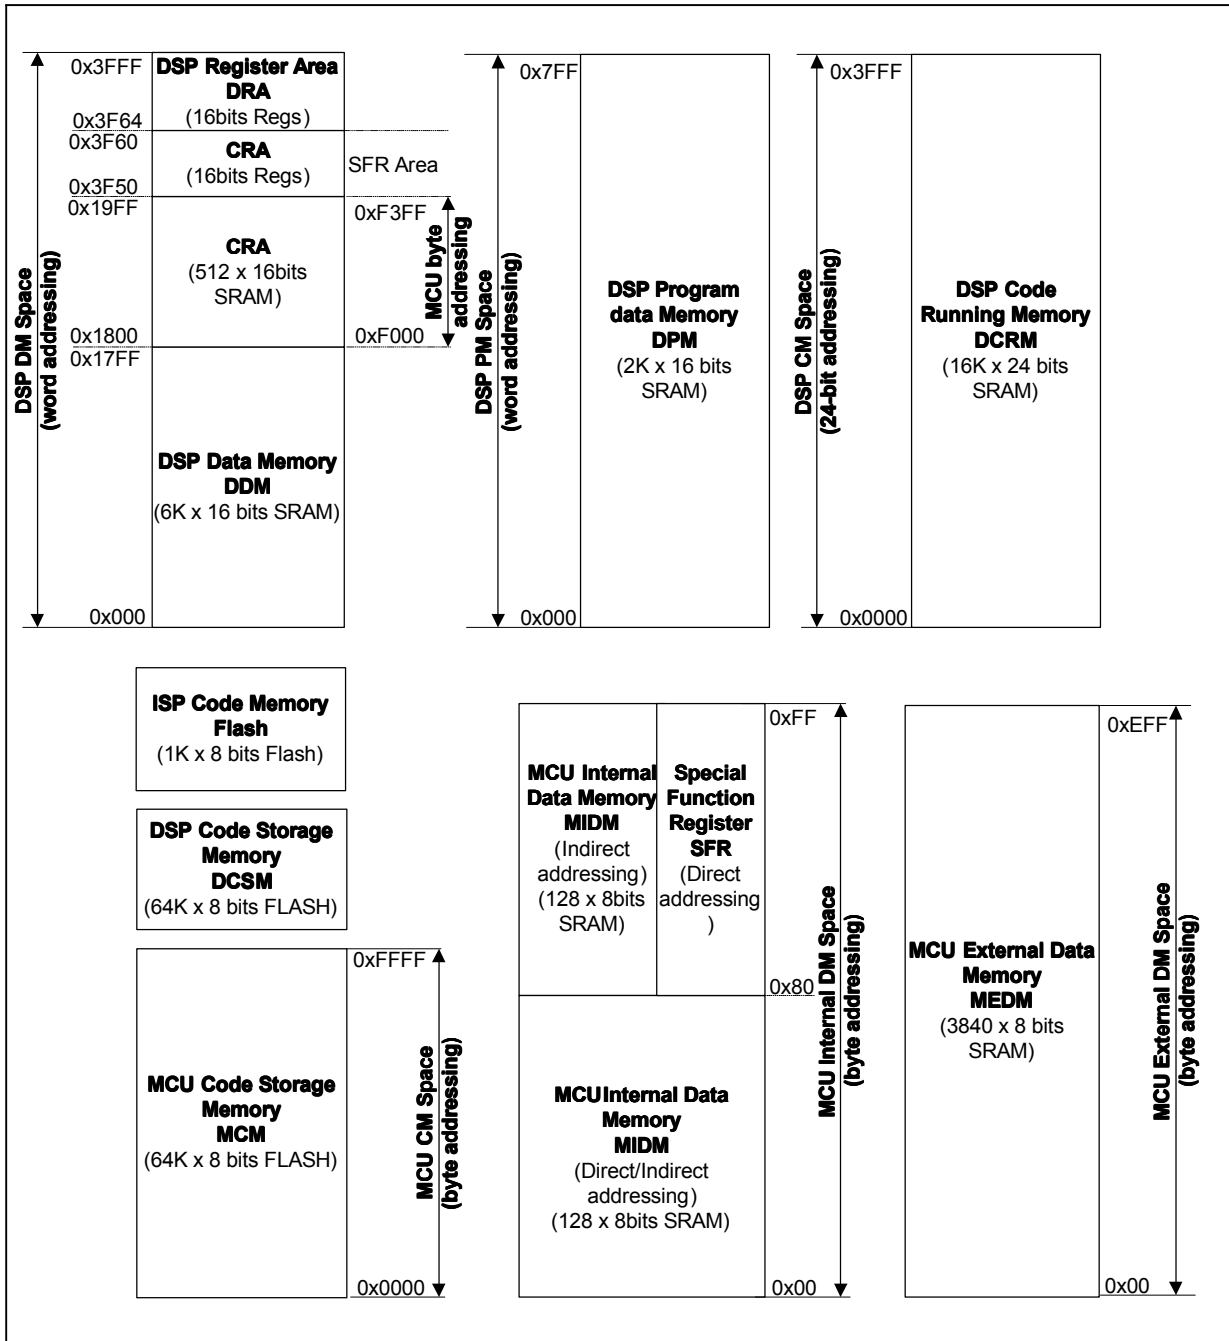 0x3FFF
DSP Register Area
DRA
(16bits Regs)
0x3F64
0x3F60
CRA
(16bits Regs)
SFR Area
0x3F50
0x19FF
0xF3FF
CRA
(512 x 16bits
SRAM)
MCU byte
addressing)
0x1800
0xF000
0x17FF
DSP DM Space
(word addressing)
DSP Data Memory
DDM
(6K x 16 bits SRAM)
0x000
0x7FF
DSP PM Space
(word addressing)
DSP Program
data Memory
DPM
(2K x 16 bits
SRAM)
0x000
0x3FFF
DSP CM Space
(24-bit addressing)
DSP Code
Running Memory
DCRM
(16K x 24 bits
SRAM)
0x0000
ISP Code Memory
Flash
(1K x 8 bits Flash)
DSP Code Storage
Memory
DCSM
(64K x 8 bits FLASH)
0xFFFF
MCU Code Storage
Memory
MCM
(64K x 8 bits FLASH)
MCU CM Space
(byte addressing)
0x0000
0xFF
MCU Internal
Data Memory
MIDM
(Indirect
addressing)
(128 x 8bits
SRAM)
Special
Function
Register
SFR
(Direct
addressing
)
0x80
MCU Internal DM Space
(byte addressing)
MCU Internal Data
Memory
MIDM
(Direct/Indirect
addressing)
(128 x 8bits SRAM)
0x00
0xEFF
MCU External Data
Memory
MEDM
(3840 x 8 bits
SRAM)
MCU External DM Space
(byte addressing)
0x00